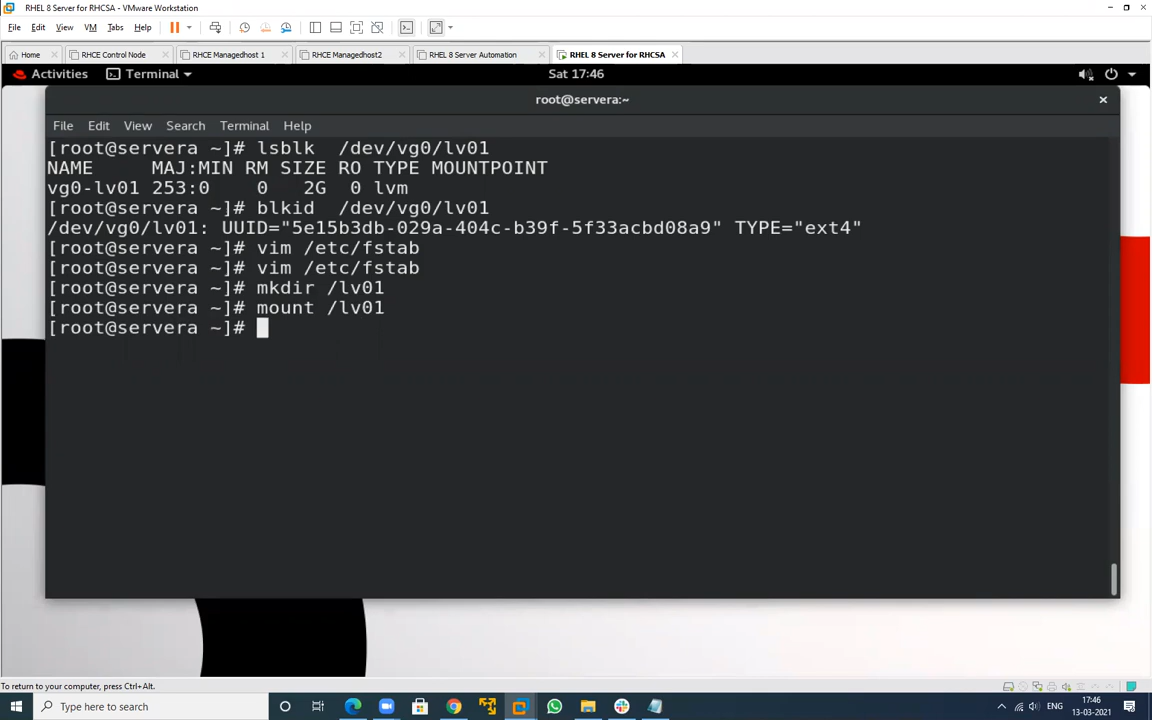 RHEL 8 Server for RHCSA - VMware Workstation
File Edit View VM Tabs Help
Home RHCE Control Node RHCE Managedhost 1 RHCE Managedhost2 RHEL 8 Server Automation RHEL 8 Server for RHCSA
Activities Terminal Sat 17:46
root@servera:~
File Edit View Search Terminal Help
[root@servera ~]# lsblk  /dev/vg0/lv01
NAME     MAJ:MIN RM SIZE RO TYPE MOUNTPOINT
vg0-lv01 253:0    0   2G  0 lvm
[root@servera ~]# blkid  /dev/vg0/lv01
/dev/vg0/lv01: UUID="5e15b3db-029a-404c-b39f-5f33acbd08a9" TYPE="ext4"
[root@servera ~]# vim /etc/fstab
[root@servera ~]# vim /etc/fstab
[root@servera ~]# mkdir /lv01
[root@servera ~]# mount /lv01
[root@servera ~]#
To return to your computer, press Ctrl+Alt.
Type here to search
ENG
17:46
13-03-2021